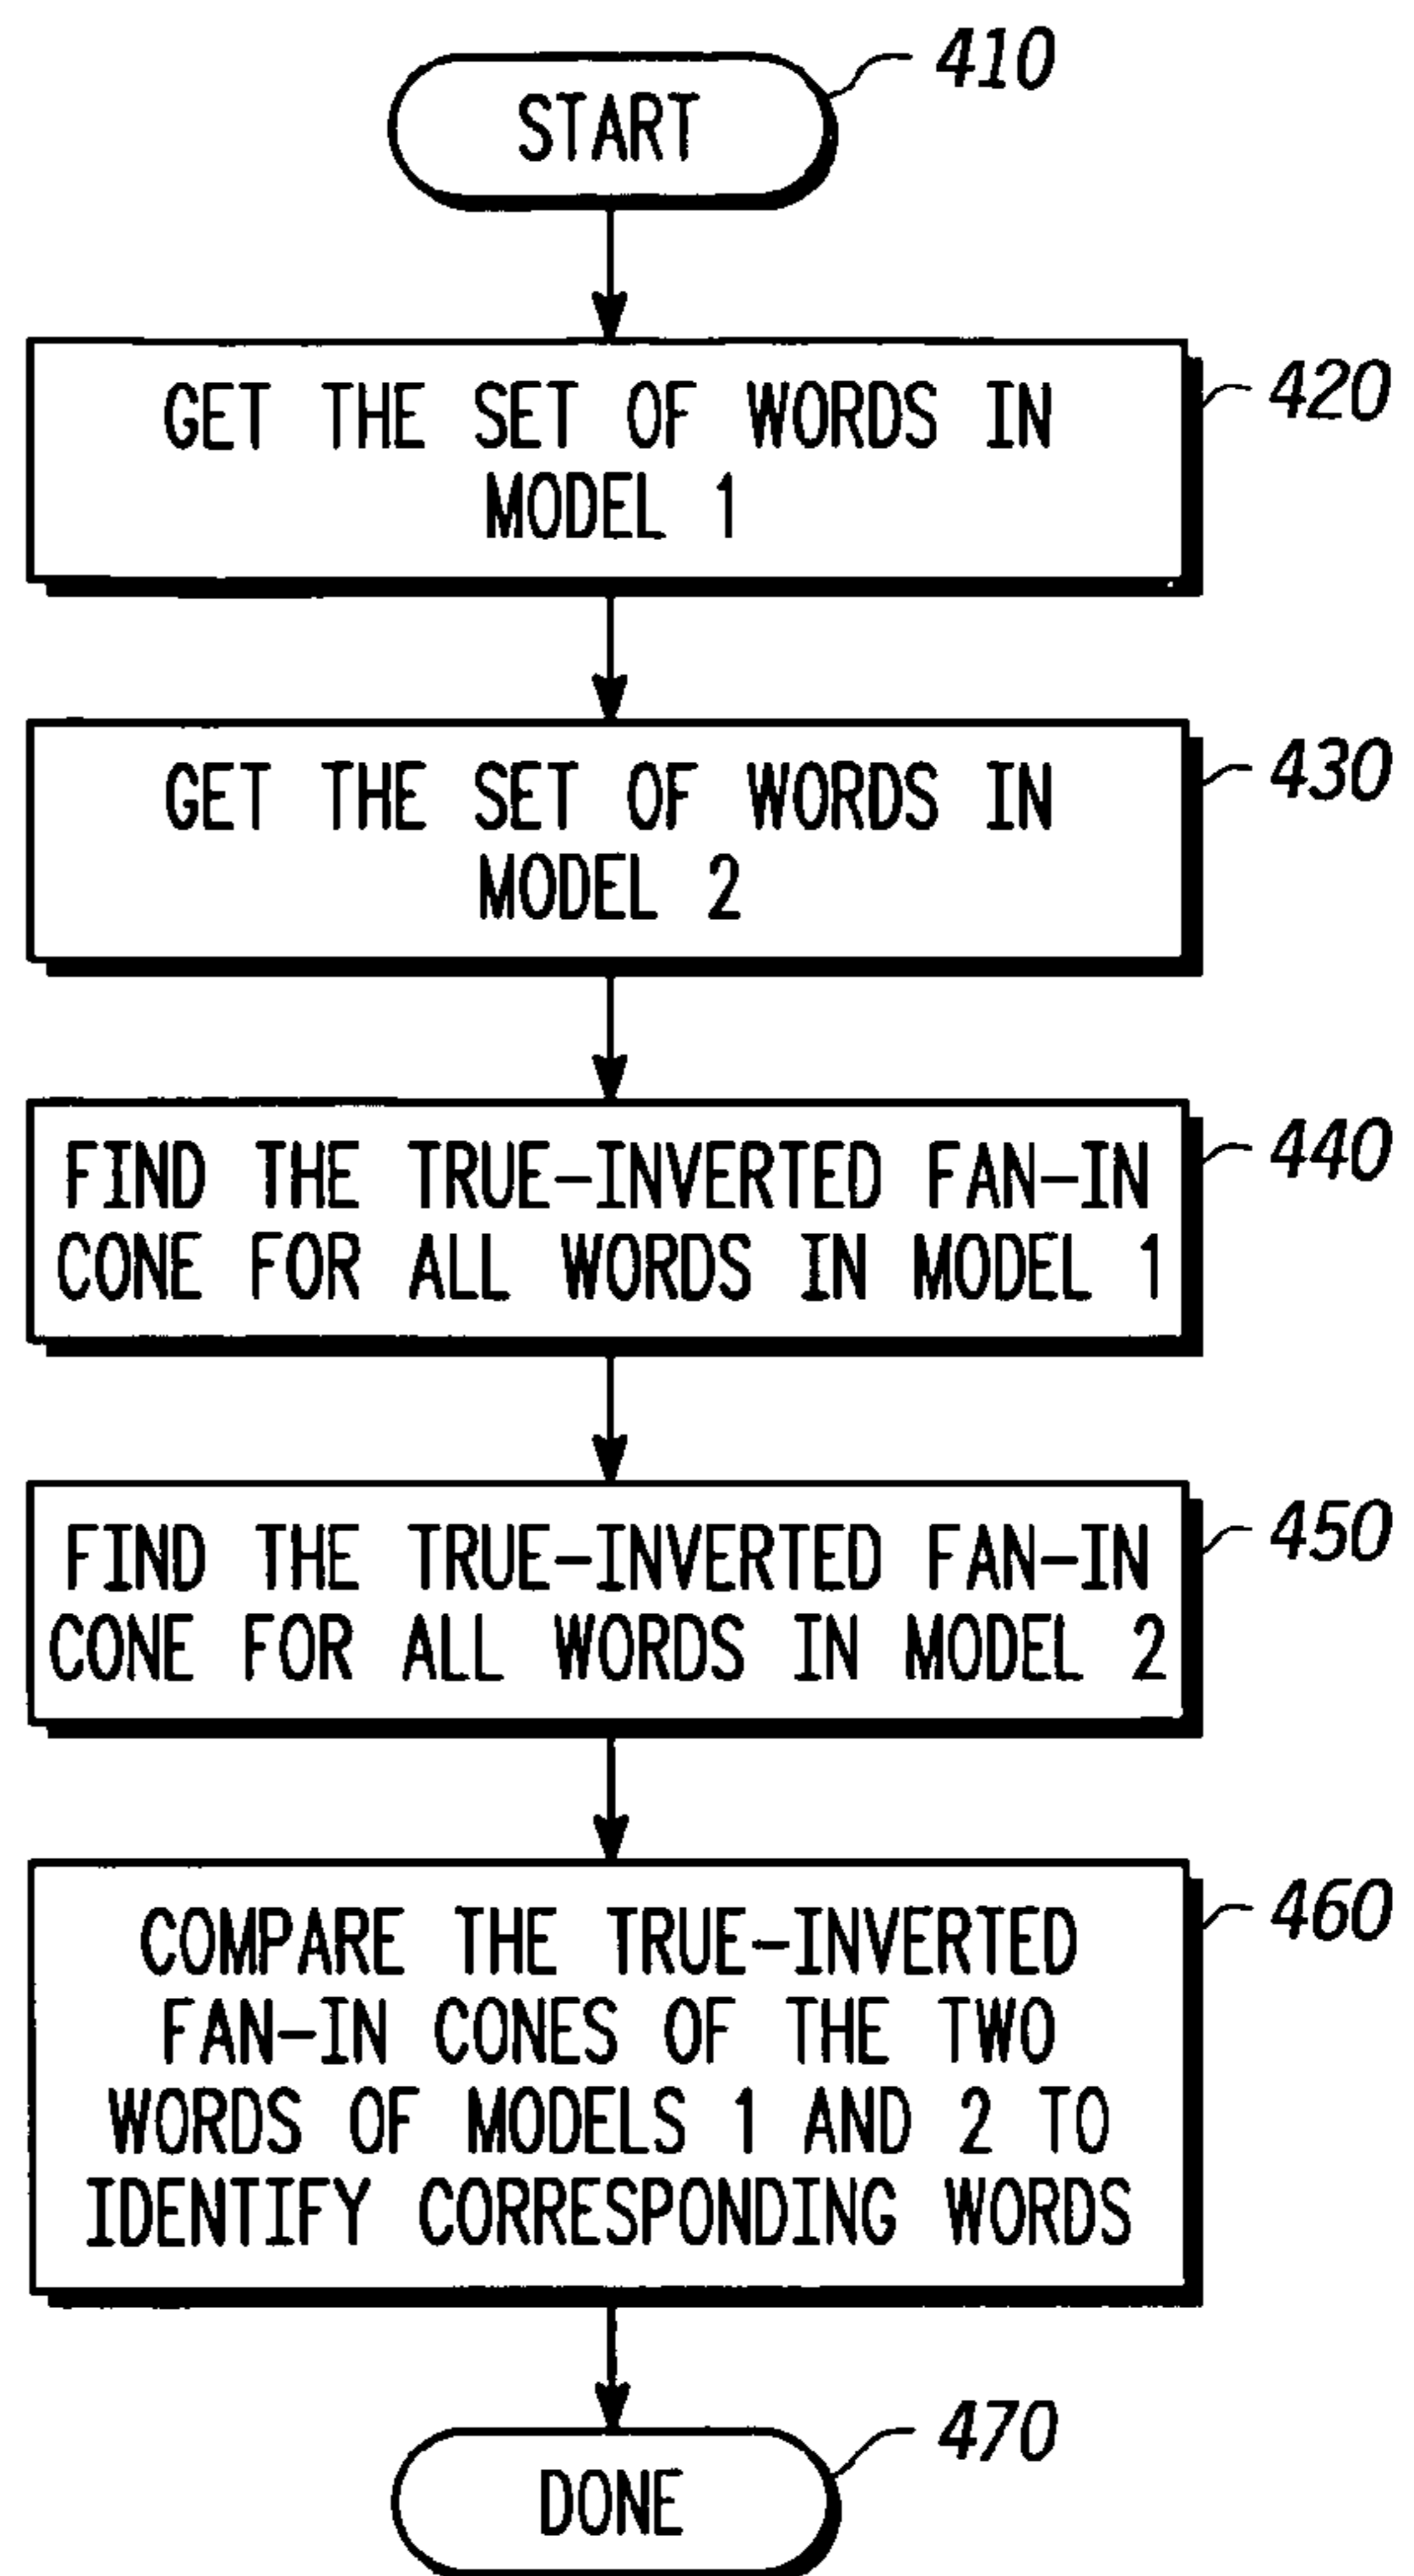 410
START
GET THE SET OF WORDS IN
MODEL 1
420
GET THE SET OF WORDS IN
MODEL 2
430
FIND THE TRUE-INVERTED FAN-IN
CONE FOR ALL WORDS IN MODEL 1
440
FIND THE TRUE-INVERTED FAN-IN
CONE FOR ALL WORDS IN MODEL 2
450
COMPARE THE TRUE-INVERTED
FAN-IN CONES OF THE TWO
WORDS OF MODELS 1 AND 2 TO
IDENTIFY CORRESPONDING WORDS
460
470
DONE